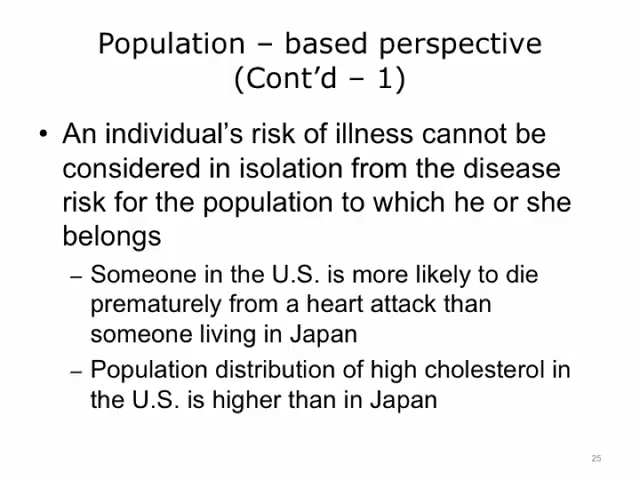 Population – based perspective
(Cont’d – 1)
• An individual’s risk of illness cannot be
considered in isolation from the disease
risk for the population to which he or she
belongs
– Someone in the U.S. is more likely to die
prematurely from a heart attack than
someone living in Japan
– Population distribution of high cholesterol in
the U.S. is higher than in Japan
25